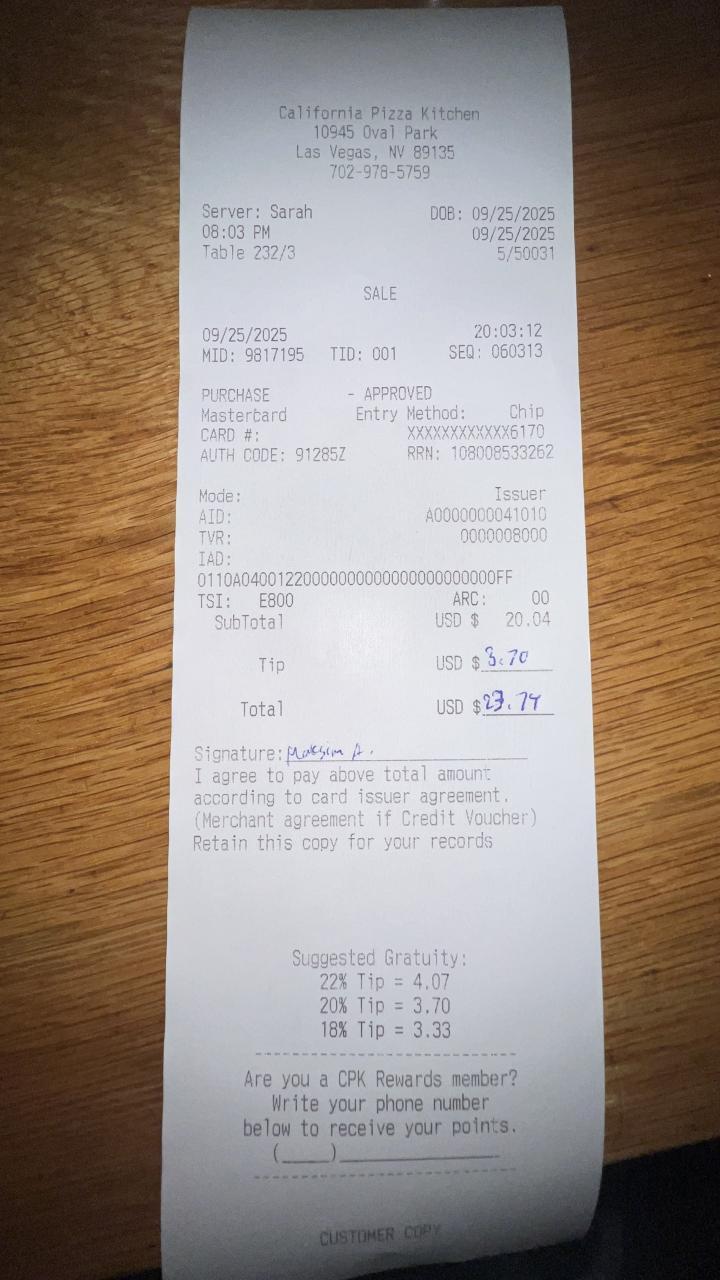 California Pizza Kitchen
10945 Oval Park
Las Vegas, NV 89135
702-978-5759
Server: Sarah DOB: 09/25/2025
08:03 PM 09/25/2025
Table 232/3 5/50031
SALE
09/25/2025 20:03:12
MID: 9817195 TID: 001 SEQ: 060313
PURCHASE - APPROVED
Mastercard Entry Method: Chip
CARD #: XXXXXXXXXXXX6170
AUTH CODE: 91285Z RRN: 108008533262
Mode: Issuer
AID: A0000000041010
TVR: 0000008000
IAD:
0110A040012200000000000000000000000FF
TSI: E800 ARC: 00
SubTotal USD $ 20.04
Tip USD $ 3.70
Total USD $ 23.74
Signature: Maksim A.
I agree to pay above total amount
according to card issuer agreement.
(Merchant agreement if Credit Voucher)
Retain this copy for your records
Suggested Gratuity:
22% Tip = 4.07
20% Tip = 3.70
18% Tip = 3.33
Are you a CPK Rewards member?
Write your phone number
below to receive your points.
(____)______________
CUSTOMER COPY